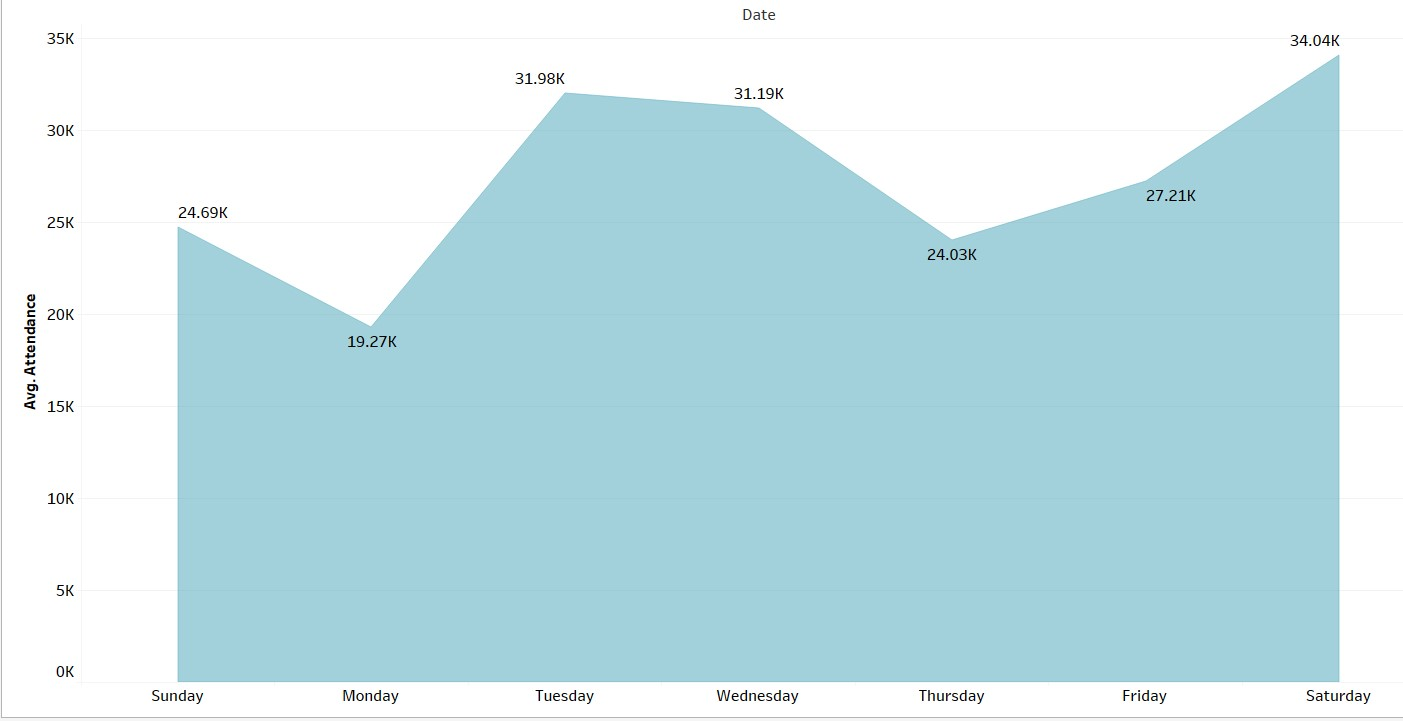 Date
35K
34.04K
31.98K
31.19K
30K
27.21K
25K
24.69K
24.03K
20K
19.27K
Avg. Attendance
15K
10K
5K
0K
Sunday Monday Tuesday Wednesday Thursday Friday Saturday